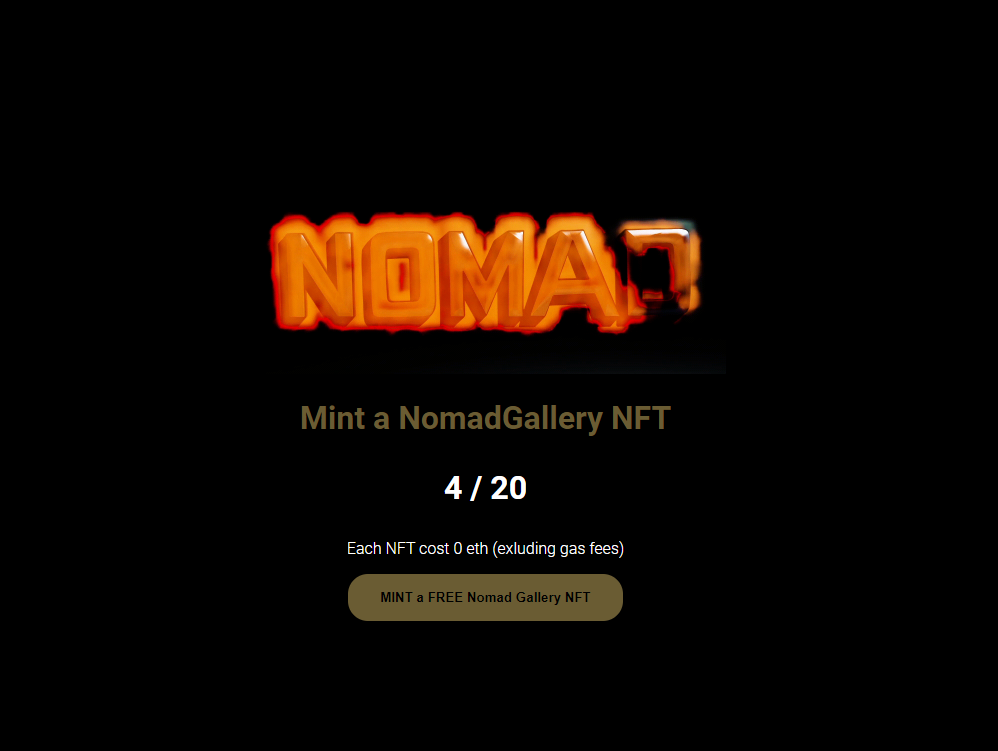 NOMAD
Mint a NomadGallery NFT
4 / 20
Each NFT cost 0 eth (exluding gas fees)
MINT a FREE Nomad Gallery NFT